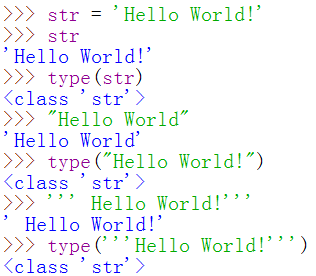 >>> str = 'Hello World!'
>>> str
'Hello World!'
>>> type(str)
<class 'str'>
>>> "Hello World"
'Hello World'
>>> type("Hello World!")
<class 'str'>
>>> ''' Hello World!'''
' Hello World!'
>>> type('''Hello World!''')
<class 'str'>